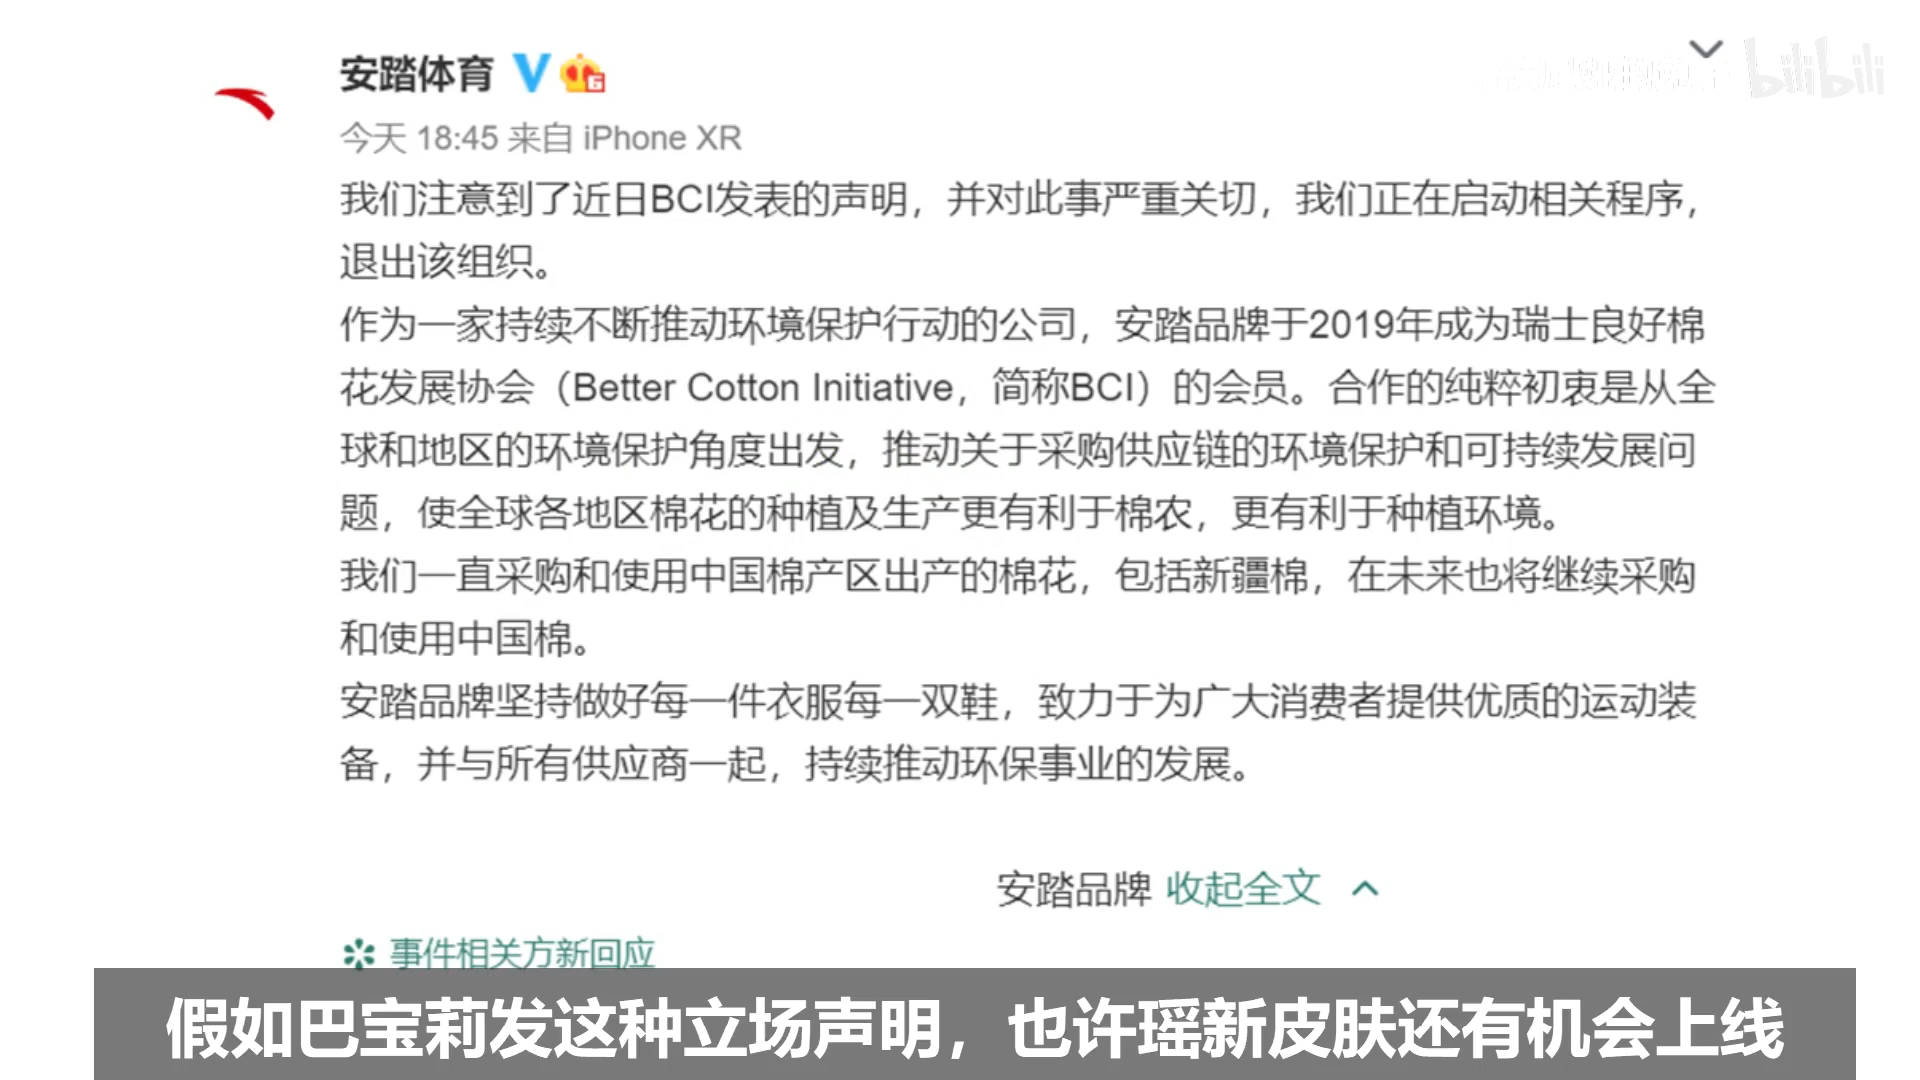 安踏体育
bilibili
今天 18:45 来自 iPhone XR
我们注意到了近日BCI发表的声明，并对此事严重关切，我们正在启动相关程序，
退出该组织。
作为一家持续不断推动环境保护行动的公司，安踏品牌于2019年成为瑞士良好棉
花发展协会（Better Cotton Initiative，简称BCI）的会员。合作的纯粹初衷是从全
球和地区的环境保护角度出发，推动关于采购供应链的环境保护和可持续发展问
题，使全球各地区棉花的种植及生产更有利于棉农，更有利于种植环境。
我们一直采购和使用中国棉产区出产的棉花，包括新疆棉，在未来也将继续采购
和使用中国棉。
安踏品牌坚持做好每一件衣服每一双鞋，致力于为广大消费者提供优质的运动装
备，并与所有供应商一起，持续推动环保事业的发展。
安踏品牌 收起全文
事件相关方新回应
假如巴宝莉发这种立场声明，也许瑶新皮肤还有机会上线